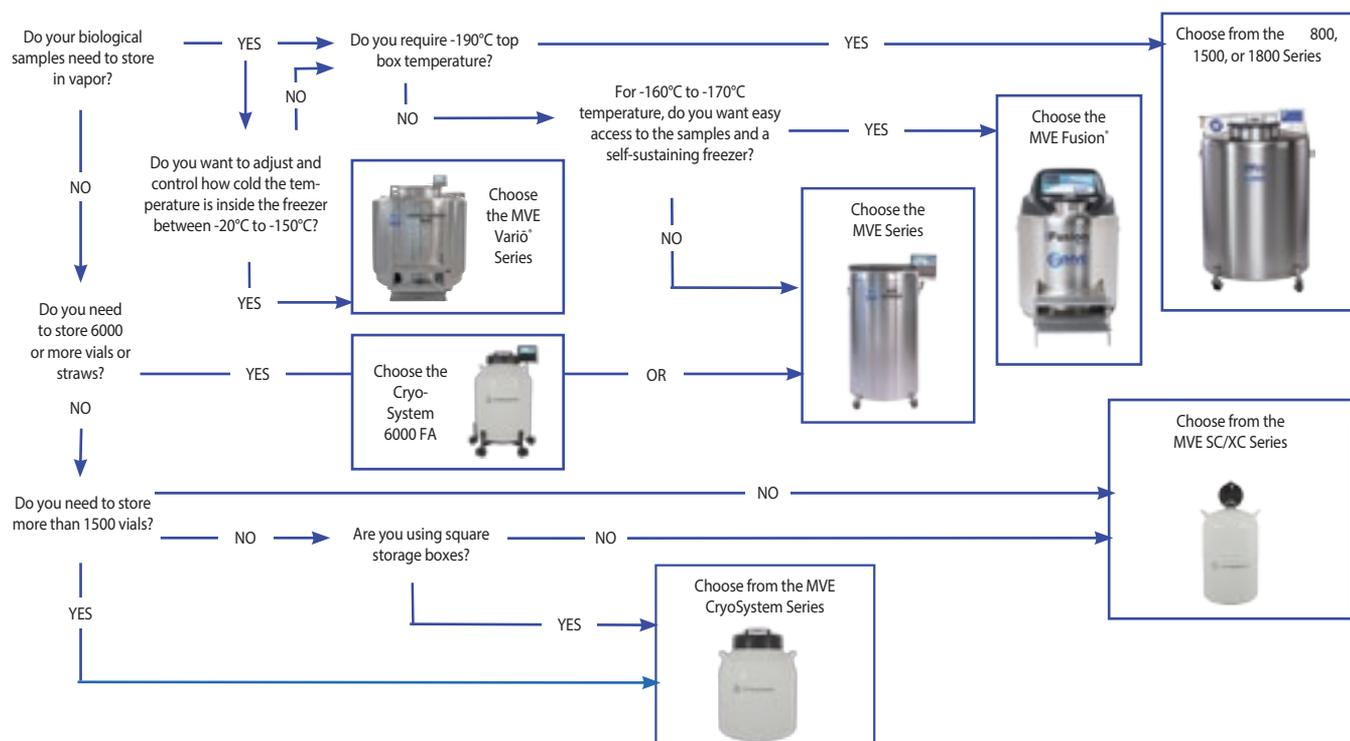 Do your biological
samples need to store
in vapor?
YES
Do you require -190°C top
box temperature?
YES
Choose from the 800,
1500, or 1800 Series
NO
NO
For -160°C to -170°C
temperature, do you want easy
access to the samples and a
self-sustaining freezer?
YES
Choose the
MVE Fusion®
Fusion
NO
Do you want to adjust and
control how cold the tem-
perature is inside the freezer
between -20°C to -150°C?
Choose
the MVE
Variō®
Series
NO
Choose the
MVE Series
YES
Do you need
to store 6000
or more vials or
straws?
YES
Choose the
Cryo-
System
6000 FA
OR
NO
Choose from the
MVE SC/XC Series
Do you need to store
more than 1500 vials?
NO
NO
Are you using square
storage boxes?
NO
YES
YES
Choose from the MVE
CryoSystem Series